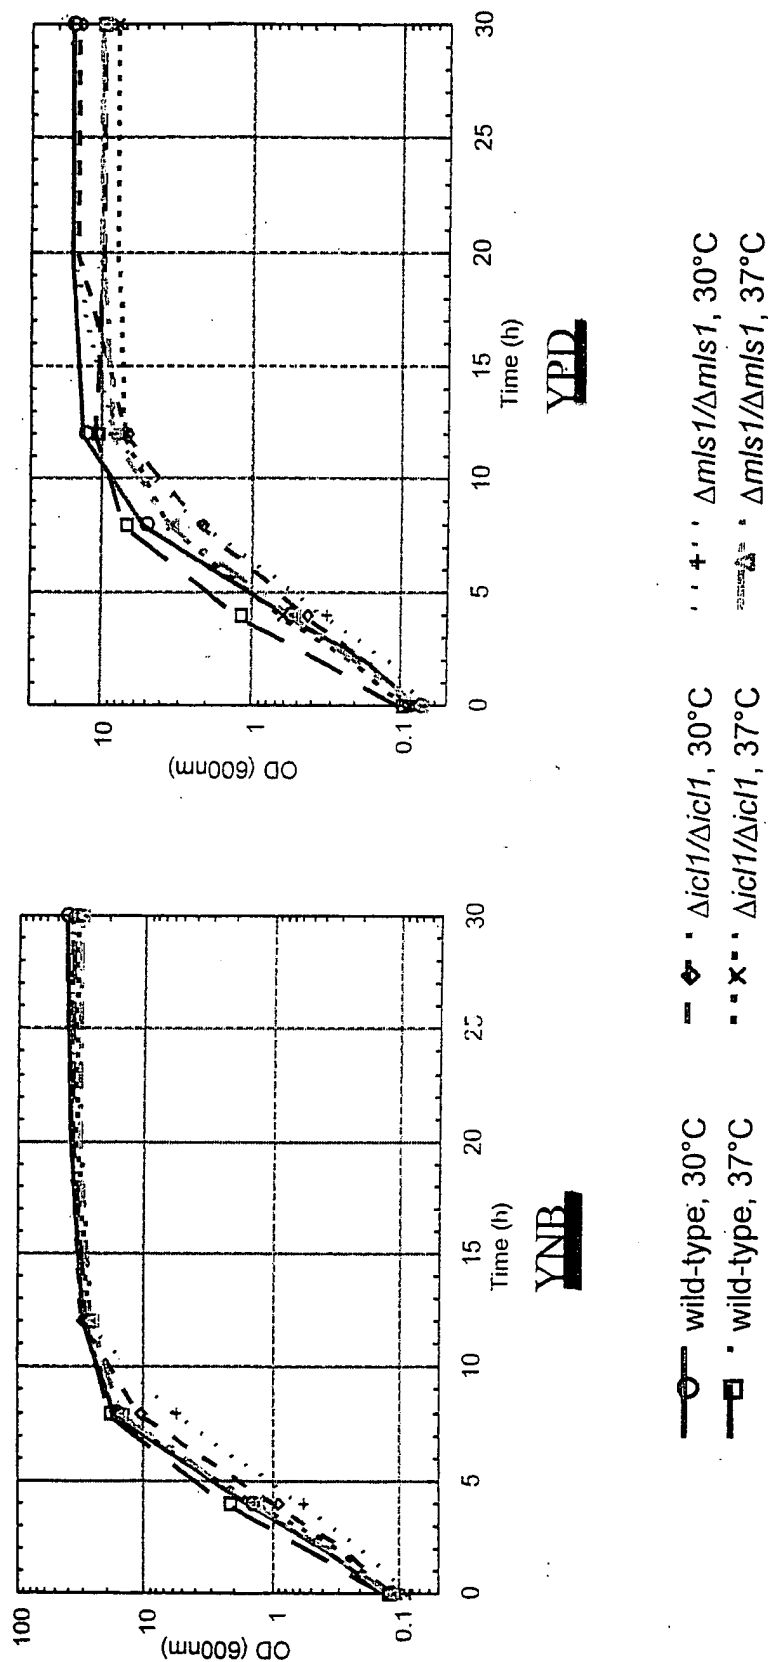 100
10
1
0.1
OD (600nm)
0 5 10 15 20 25 30
Time (h)
YNB
10
1
0.1
OD (600nm)
0 5 10 15 20 25 30
Time (h)
YPD
wild-type, 30°C
wild-type, 37°C
Δicl1/Δicl1, 30°C
Δicl1/Δicl1, 37°C
Δmls1/Δmls1, 30°C
Δmls1/Δmls1, 37°C